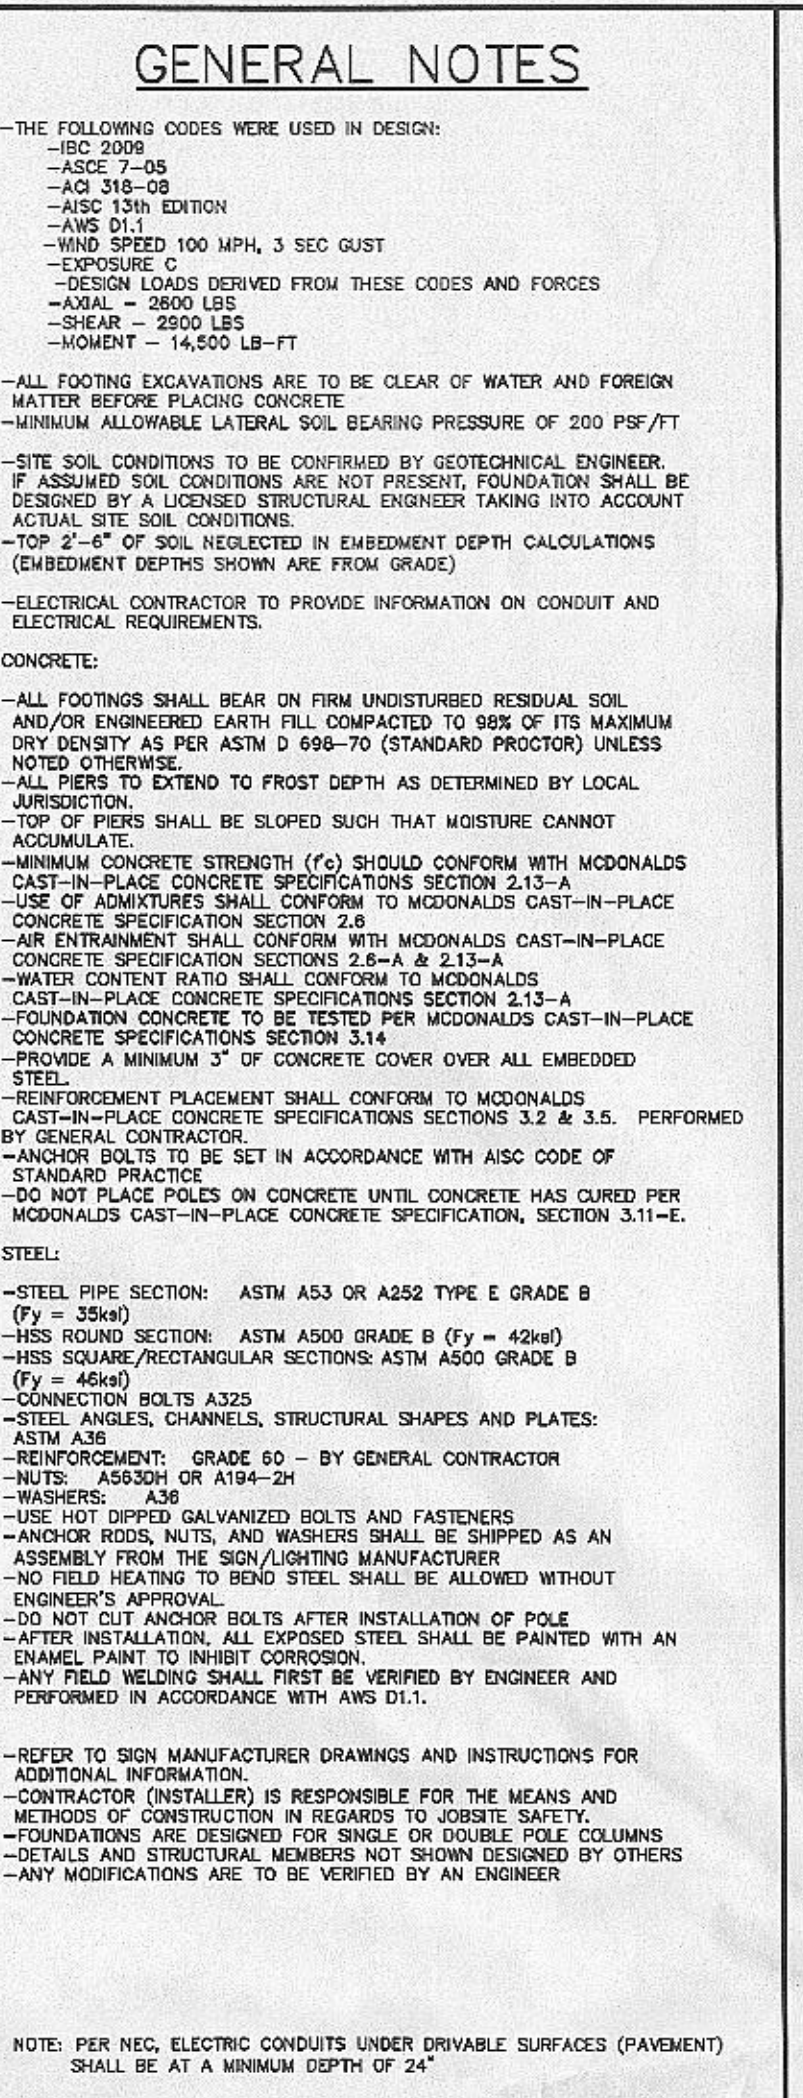 GENERAL NOTES
-THE FOLLOWING CODES WERE USED IN DESIGN:
-IBC 2009
-ASCE 7-05
-ACI 318-08
-AISC 13th EDITION
-AWS D1.1
-WIND SPEED 100 MPH, 3 SEC GUST
-EXPOSURE C
-DESIGN LOADS DERIVED FROM THESE CODES AND FORCES
-AXIAL - 2600 LBS
-SHEAR - 2900 LBS
-MOMENT - 14,500 LB-FT
-ALL FOOTING EXCAVATIONS ARE TO BE CLEAR OF WATER AND FOREIGN
MATTER BEFORE PLACING CONCRETE
-MINIMUM ALLOWABLE LATERAL SOIL BEARING PRESSURE OF 200 PSF/FT
-SITE SOIL CONDITIONS TO BE CONFIRMED BY GEOTECHNICAL ENGINEER.
IF ASSUMED SOIL CONDITIONS ARE NOT PRESENT, FOUNDATION SHALL BE
DESIGNED BY A LICENSED STRUCTURAL ENGINEER TAKING INTO ACCOUNT
ACTUAL SITE SOIL CONDITIONS.
-TOP 2'-6" OF SOIL NEGLECTED IN EMBEDMENT DEPTH CALCULATIONS
(EMBEDMENT DEPTHS SHOWN ARE FROM GRADE)
-ELECTRICAL CONTRACTOR TO PROVIDE INFORMATION ON CONDUIT AND
ELECTRICAL REQUIREMENTS.
CONCRETE:
-ALL FOOTINGS SHALL BEAR ON FIRM UNDISTURBED RESIDUAL SOIL
AND/OR ENGINEERED EARTH FILL COMPACTED TO 98% OF ITS MAXIMUM
DRY DENSITY AS PER ASTM D 698-70 (STANDARD PROCTOR) UNLESS
NOTED OTHERWISE.
-ALL PIERS TO EXTEND TO FROST DEPTH AS DETERMINED BY LOCAL
JURISDICTION.
-TOP OF PIERS SHALL BE SLOPED SUCH THAT MOISTURE CANNOT
ACCUMULATE.
-MINIMUM CONCRETE STRENGTH (f'c) SHOULD CONFORM WITH MCDONALDS
CAST-IN-PLACE CONCRETE SPECIFICATIONS SECTION 2.13-A
-USE OF ADMIXTURES SHALL CONFORM TO MCDONALDS CAST-IN-PLACE
CONCRETE SPECIFICATION SECTION 2.6
-AIR ENTRAINMENT SHALL CONFORM WITH MCDONALDS CAST-IN-PLACE
CONCRETE SPECIFICATION SECTIONS 2.6-A & 2.13-A
-WATER CONTENT RATIO SHALL CONFORM TO MCDONALDS
CAST-IN-PLACE CONCRETE SPECIFICATIONS SECTION 2.13-A
-FOUNDATION CONCRETE TO BE TESTED PER MCDONALDS CAST-IN-PLACE
CONCRETE SPECIFICATIONS SECTION 3.14
-PROVIDE A MINIMUM 3" OF CONCRETE COVER OVER ALL EMBEDDED
STEEL.
-REINFORCEMENT PLACEMENT SHALL CONFORM TO MCDONALDS
CAST-IN-PLACE CONCRETE SPECIFICATIONS SECTIONS 3.2 & 3.5. PERFORMED
BY GENERAL CONTRACTOR.
-ANCHOR BOLTS TO BE SET IN ACCORDANCE WITH AISC CODE OF
STANDARD PRACTICE
-DO NOT PLACE POLES ON CONCRETE UNTIL CONCRETE HAS CURED PER
MCDONALDS CAST-IN-PLACE CONCRETE SPECIFICATION, SECTION 3.11-E.
STEEL:
-STEEL PIPE SECTION: ASTM A53 OR A252 TYPE E GRADE B
(Fy = 35ksi)
-HSS ROUND SECTION: ASTM A500 GRADE B (Fy = 42ksi)
-HSS SQUARE/RECTANGULAR SECTIONS: ASTM A500 GRADE B
(Fy = 46ksi)
-CONNECTION BOLTS A325
-STEEL ANGLES, CHANNELS, STRUCTURAL SHAPES AND PLATES:
ASTM A36
-REINFORCEMENT: GRADE 60 - BY GENERAL CONTRACTOR
-NUTS: A563DH OR A194-2H
-WASHERS: A36
-USE HOT DIPPED GALVANIZED BOLTS AND FASTENERS
-ANCHOR RODS, NUTS, AND WASHERS SHALL BE SHIPPED AS AN
ASSEMBLY FROM THE SIGN/LIGHTING MANUFACTURER
-NO FIELD HEATING TO BEND STEEL SHALL BE ALLOWED WITHOUT
ENGINEER'S APPROVAL.
-DO NOT CUT ANCHOR BOLTS AFTER INSTALLATION OF POLE
-AFTER INSTALLATION, ALL EXPOSED STEEL SHALL BE PAINTED WITH AN
ENAMEL PAINT TO INHIBIT CORROSION.
-ANY FIELD WELDING SHALL FIRST BE VERIFIED BY ENGINEER AND
PERFORMED IN ACCORDANCE WITH AWS D1.1.
-REFER TO SIGN MANUFACTURER DRAWINGS AND INSTRUCTIONS FOR
ADDITIONAL INFORMATION.
-CONTRACTOR (INSTALLER) IS RESPONSIBLE FOR THE MEANS AND
METHODS OF CONSTRUCTION IN REGARDS TO JOBSITE SAFETY.
-FOUNDATIONS ARE DESIGNED FOR SINGLE OR DOUBLE POLE COLUMNS
-DETAILS AND STRUCTURAL MEMBERS NOT SHOWN DESIGNED BY OTHERS
-ANY MODIFICATIONS ARE TO BE VERIFIED BY AN ENGINEER
NOTE: PER NEC, ELECTRIC CONDUITS UNDER DRIVABLE SURFACES (PAVEMENT)
SHALL BE AT A MINIMUM DEPTH OF 24"